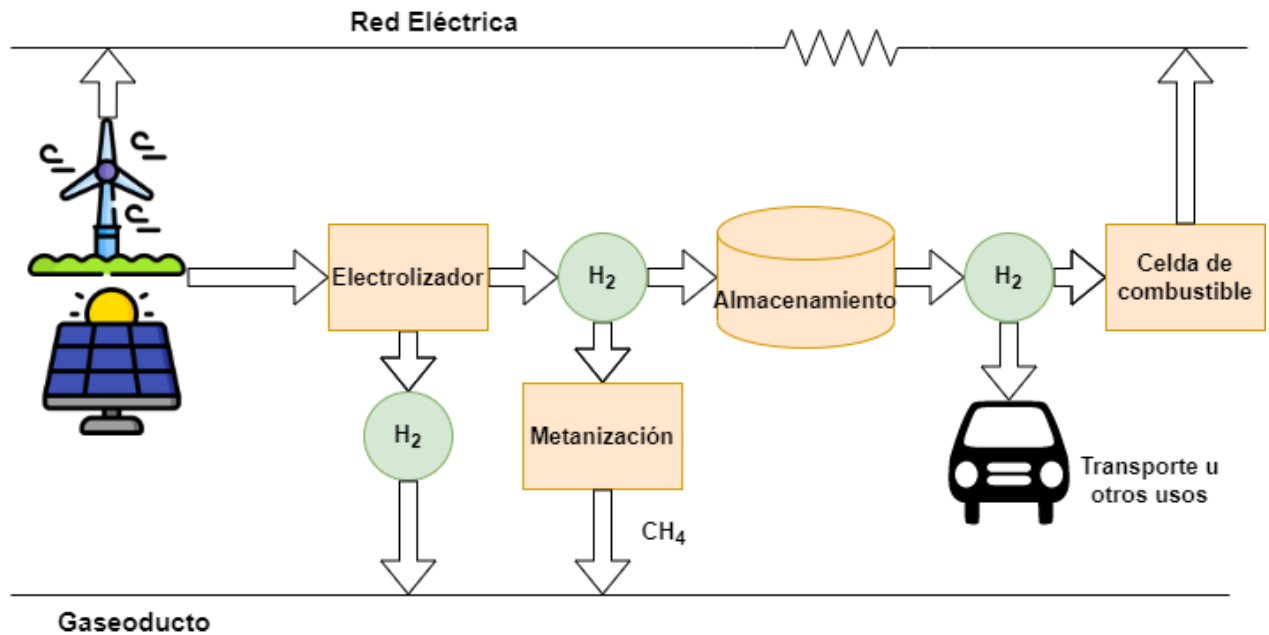 Red Eléctrica
Electrolizador
H₂
Almacenamiento
H₂
Celda de
combustible
H₂
Metanización
Transporte u
otros usos
CH₄
Gaseoducto